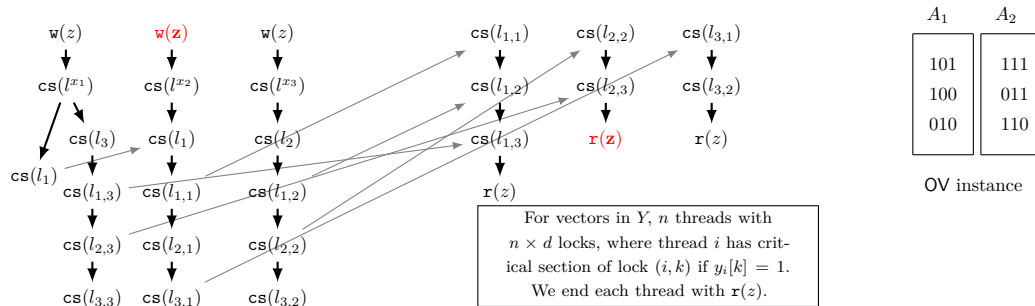 w(z) w(z) w(z) cs(l_{1,1}) cs(l_{2,2}) cs(l_{3,1}) A_1 A_2
cs(l^{x_1}) cs(l^{x_2}) cs(l^{x_3}) cs(l_{1,2}) cs(l_{2,3}) cs(l_{3,2}) 101 111
100 011
cs(l_3) cs(l_1) cs(l_2) cs(l_{1,3}) r(z) r(z) 010 110
cs(l_1)
cs(l_{1,3}) cs(l_{1,1}) cs(l_{1,2}) r(z) OV instance
cs(l_{2,3}) cs(l_{2,1}) cs(l_{2,2})
cs(l_{3,3}) cs(l_{3,1}) cs(l_{3,2})
For vectors in Y, n threads with
n × d locks, where thread i has crit-
ical section of lock (i, k) if y_i[k] = 1.
We end each thread with r(z).